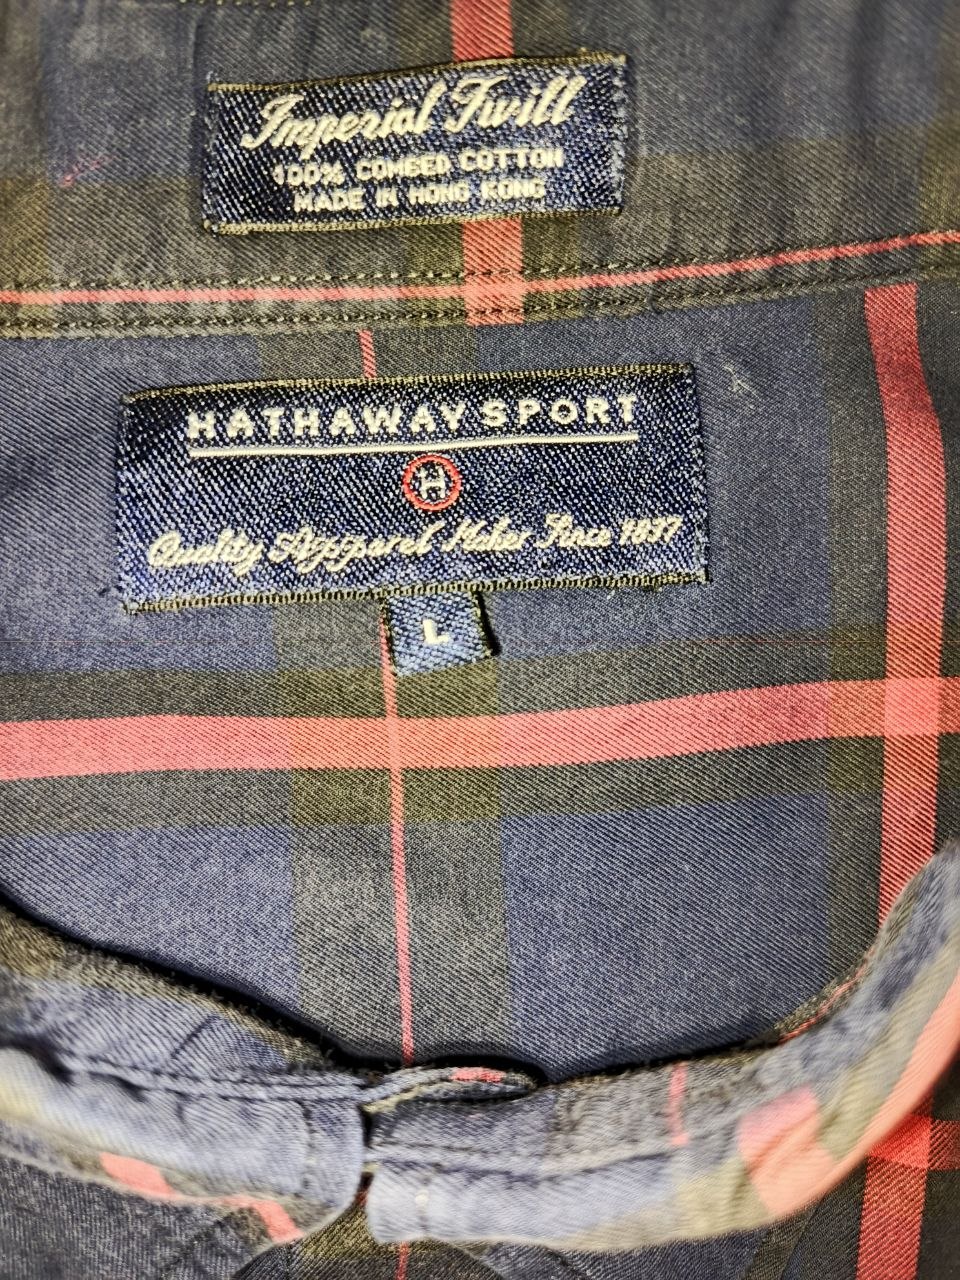 Imperial Twill
100% COMBED COTTON
MADE IN HONG KONG
HATHAWAY SPORT
H
Quality Apparel Maker Since 1837
L